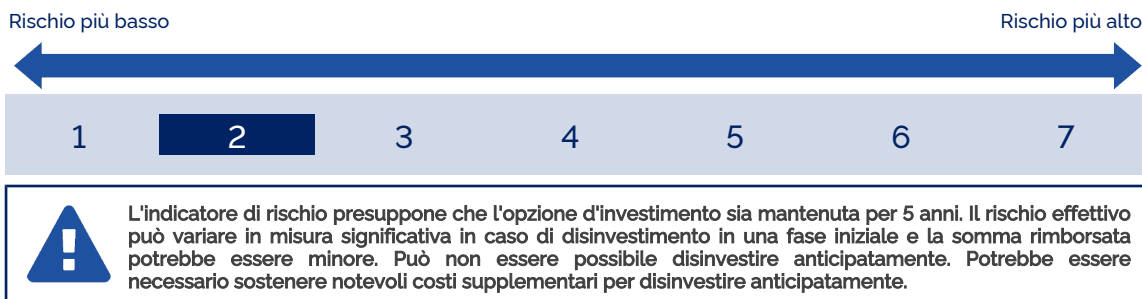 Rischio più basso Rischio più alto
1 2 3 4 5 6 7
L'indicatore di rischio presuppone che l'opzione d'investimento sia mantenuta per 5 anni. Il rischio effettivo
può variare in misura significativa in caso di disinvestimento in una fase iniziale e la somma rimborsata
potrebbe essere minore. Può non essere possibile disinvestire anticipatamente. Potrebbe essere
necessario sostenere notevoli costi supplementari per disinvestire anticipatamente.